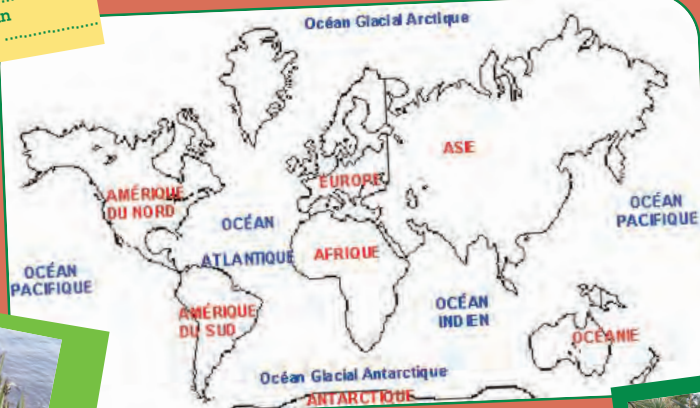 n
Océan Glacial Arctique
ASIE
EUROPE
AMÉRIQUE
DU NORD
OCÉAN
PACIFIQUE
OCÉAN
ATLANTIQUE
AFRIQUE
OCÉAN
PACIFIQUE
OCÉAN
INDIEN
AMÉRIQUE
DU SUD
OCÉANIE
Océan Glacial Antarctique
ANTARCTIQUE